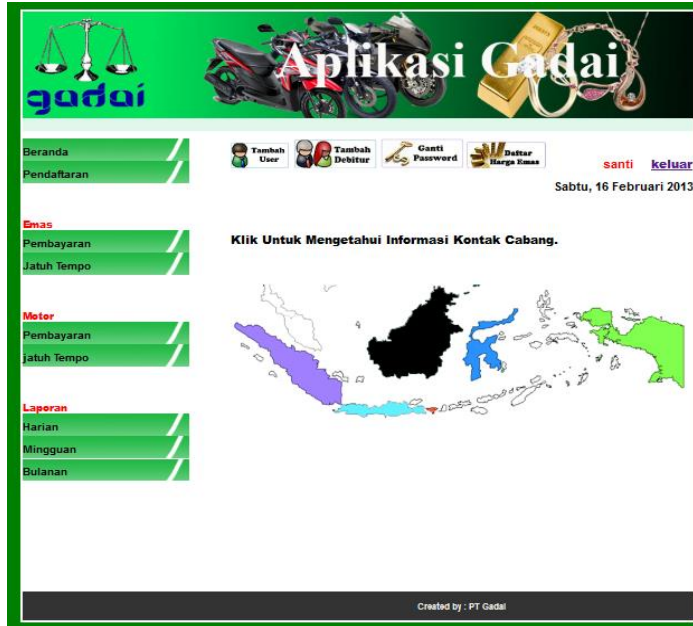 gadai
Aplikasi Gadai
Beranda
Pendaftaran
Emas
Pembayaran
Jatuh Tempo
Motor
Pembayaran
jatuh Tempo
Laporan
Harian
Mingguan
Bulanan
Tambah
User
Tambah
Debitur
Ganti
Password
Daftar
Harga Emas
santi keluar
Sabtu, 16 Februari 2013
Klik Untuk Mengetahui Informasi Kontak Cabang.
Created by : PT Gadai